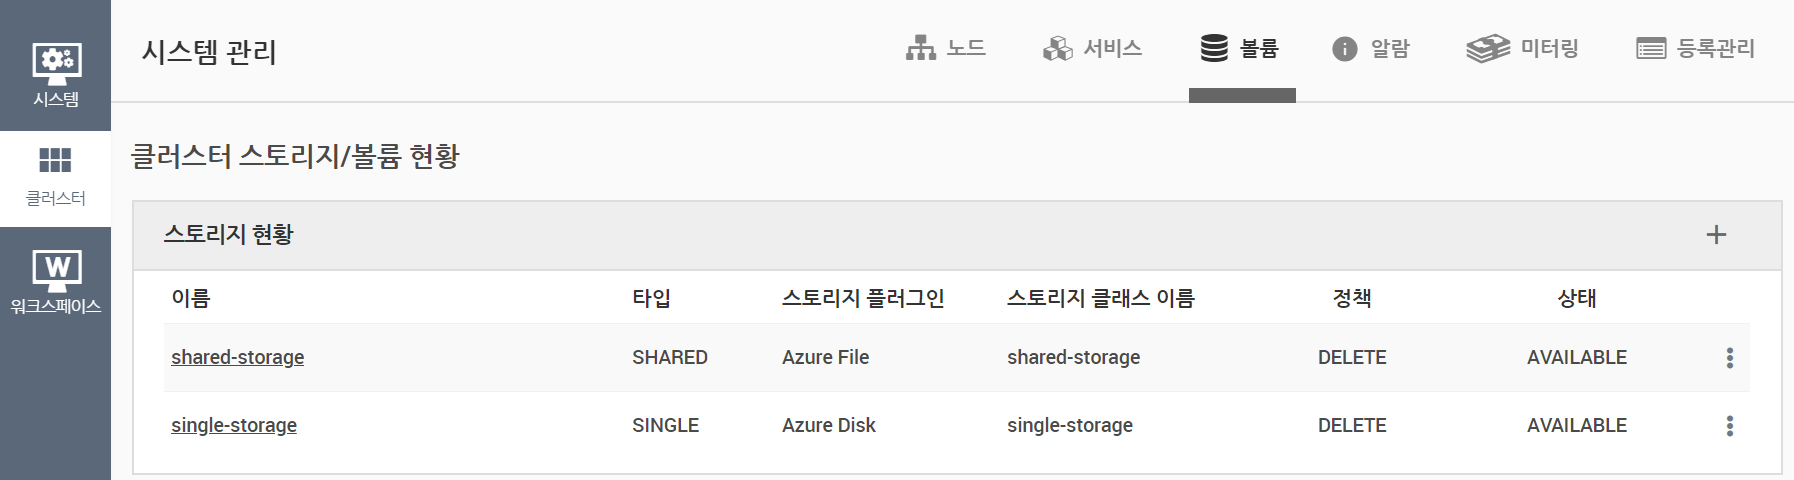 시스템
클러스터
W
워크스페이스
시스템 관리
노드 서비스 볼륨 알람 미터링 등록관리
클러스터 스토리지/볼륨 현황
스토리지 현황 +
이름 타입 스토리지 플러그인 스토리지 클래스 이름 정책 상태
shared-storage SHARED Azure File shared-storage DELETE AVAILABLE
single-storage SINGLE Azure Disk single-storage DELETE AVAILABLE